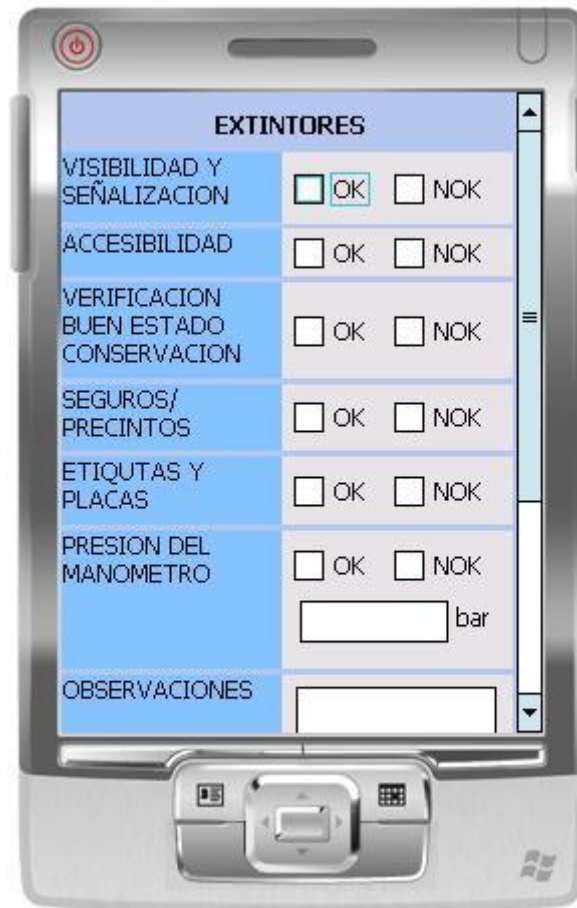 EXTINTORES
VISIBILIDAD Y
SEÑALIZACION
OK NOK
ACCESIBILIDAD
OK NOK
VERIFICACION
BUEN ESTADO
CONSERVACION
OK NOK
SEGUROS/
PRECINTOS
OK NOK
ETIQUTAS Y
PLACAS
OK NOK
PRESION DEL
MANOMETRO
OK NOK
bar
OBSERVACIONES